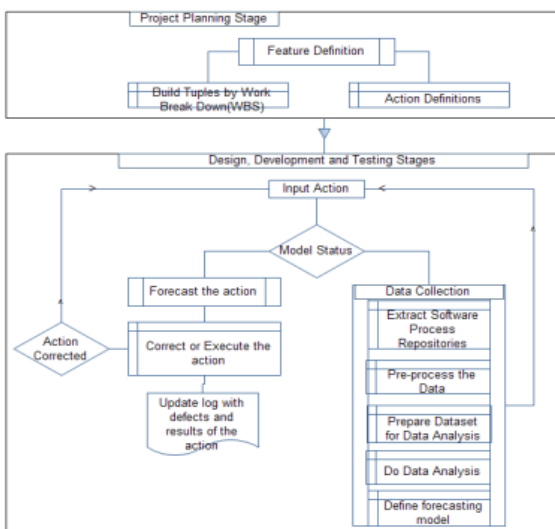 Project Planning Stage
Feature Definition
Build Tuples by Work
Break Down(WBS)
Action Definitions
Design, Development and Testing Stages
Input Action
Model Status
Forecast the action
Data Collection
Extract Software
Process
Repositories
Action
Corrected
Correct or Execute the
action
Pre-process the
Data
Update log with
defects and
results of the
action
Prepare Dataset
for Data Analysis
Do Data Analysis
Define forecasting
model